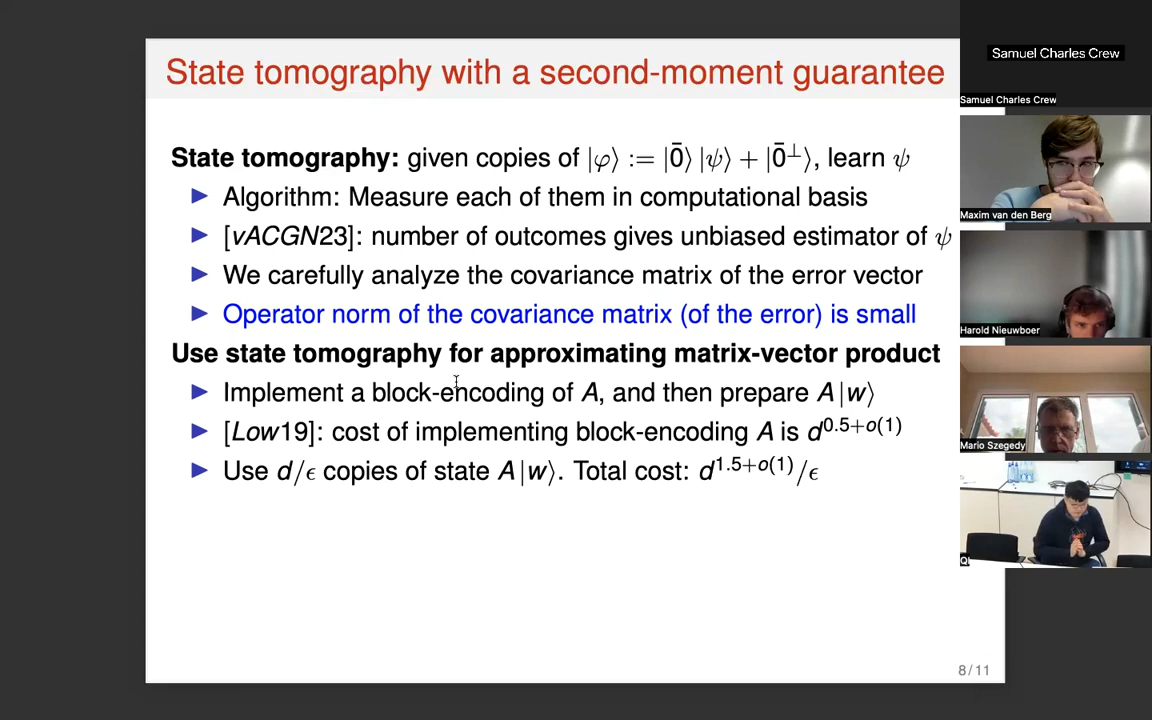 State tomography with a second-moment guarantee
State tomography: given copies of |φ⟩ := |0̄⟩ |ψ⟩ + |0̄⊥⟩, learn ψ
Algorithm: Measure each of them in computational basis
[vACGN23]: number of outcomes gives unbiased estimator of ψ
We carefully analyze the covariance matrix of the error vector
Operator norm of the covariance matrix (of the error) is small
Use state tomography for approximating matrix-vector product
Implement a block-encoding of A, and then prepare A|w⟩
[Low19]: cost of implementing block-encoding A is d^0.5+o(1)
Use d/ϵ copies of state A|w⟩. Total cost: d^1.5+o(1)/ϵ
8 / 11
Samuel Charles Crew
Samuel Charles Crew
Maxim van den Berg
Harold Nieuwboer
Mario Szegedy